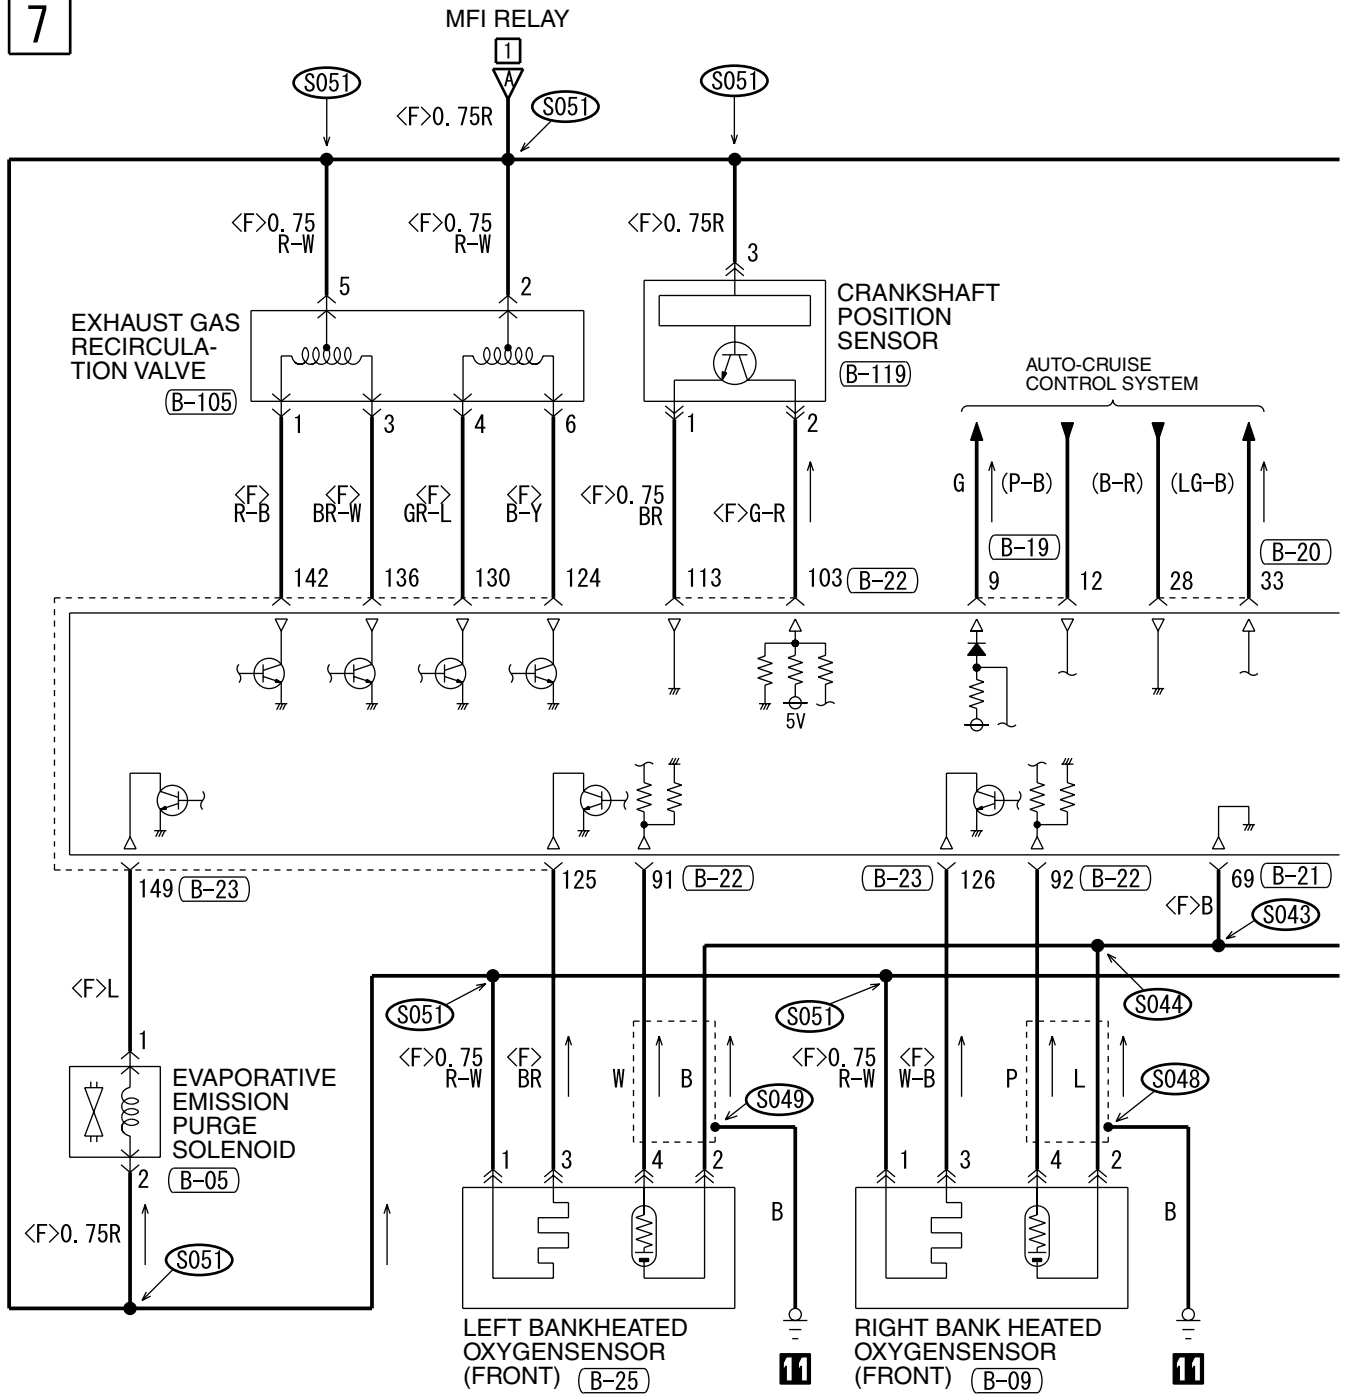 7
MFI RELAY
1
A
S051
S051
S051
<F>0.75R
<F>0.75
R-W
<F>0.75
R-W
<F>0.75R
5
2
3
EXHAUST GAS
RECIRCULA-
TION VALVE
B-105
CRANKSHAFT
POSITION
SENSOR
B-119
AUTO-CRUISE
CONTROL SYSTEM
1
3
4
6
1
2
<F>
R-B
<F>
BR-W
<F>
GR-L
<F>
B-Y
<F>0.75
BR
<F>G-R
G
(P-B)
(B-R)
(LG-B)
B-19
B-20
142
136
130
124
113
103
B-22
9
12
28
33
5V
149
B-23
125
91
B-22
B-23
126
92
B-22
69
B-21
<F>B
S043
<F>L
S051
S051
S044
1
<F>0.75
R-W
<F>
BR
W
B
<F>0.75
R-W
<F>
W-B
P
L
EVAPORATIVE
EMISSION
PURGE
SOLENOID
B-05
S049
S048
2
1
3
4
2
1
3
4
2
<F>0.75R
B
B
S051
LEFT BANKHEATED
OXYGENSENSOR
(FRONT)
B-25
11
RIGHT BANK HEATED
OXYGENSENSOR
(FRONT)
B-09
11